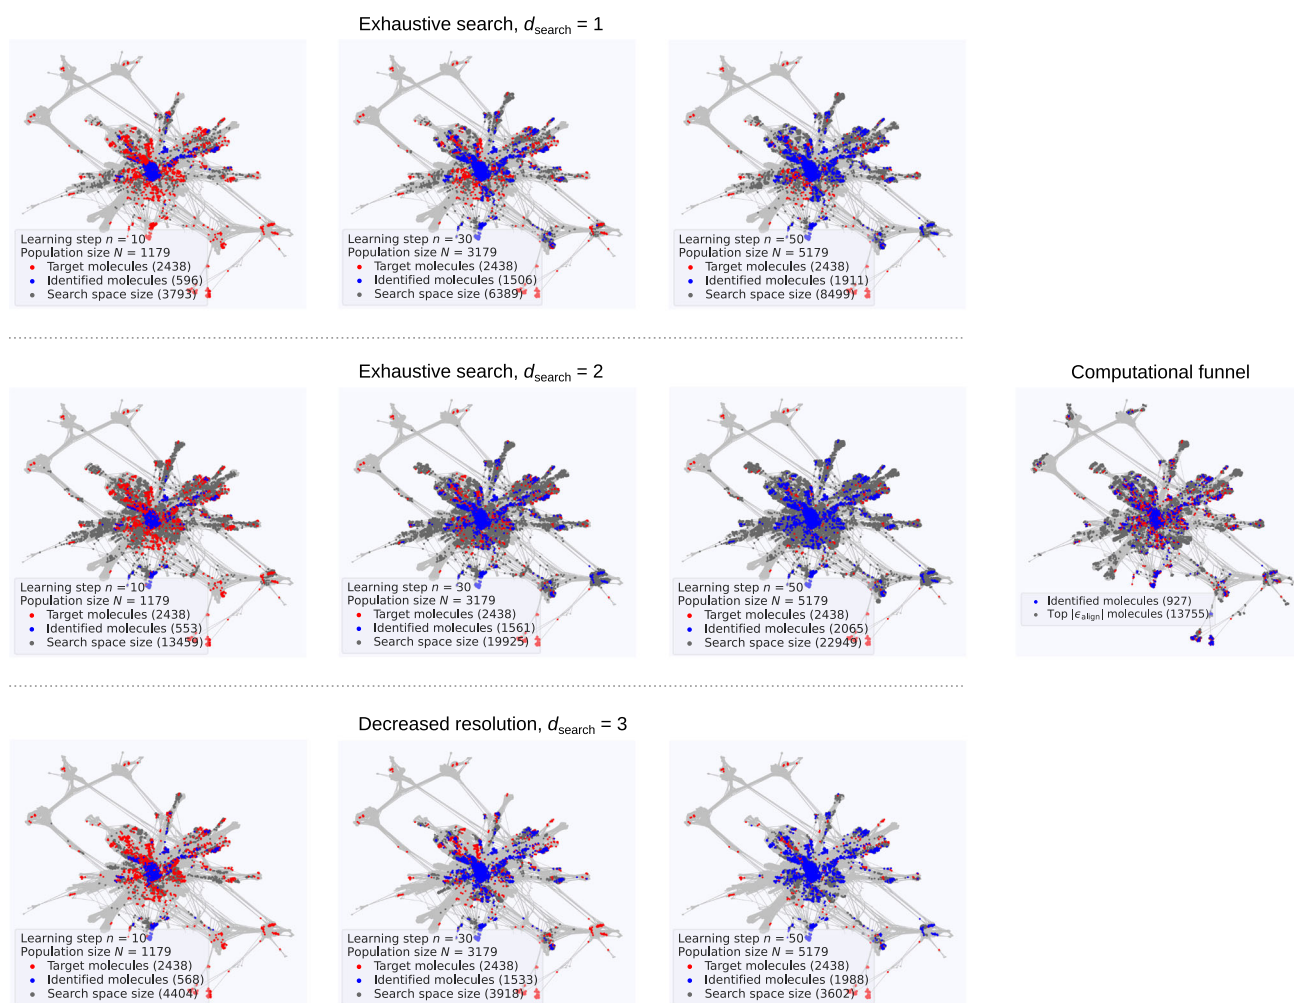 Exhaustive search, dsearch = 1
Learning step n = 10
Population size N = 1179
Target molecules (2438)
Identified molecules (596)
Search space size (3793)
Learning step n = 30
Population size N = 3179
Target molecules (2438)
Identified molecules (1506)
Search space size (6389)
Learning step n = 50
Population size N = 5179
Target molecules (2438)
Identified molecules (1911)
Search space size (8499)
Exhaustive search, dsearch = 2
Learning step n = 10
Population size N = 1179
Target molecules (2438)
Identified molecules (553)
Search space size (13459)
Learning step n = 30
Population size N = 3179
Target molecules (2438)
Identified molecules (1561)
Search space size (19925)
Learning step n = 50
Population size N = 5179
Target molecules (2438)
Identified molecules (2065)
Search space size (22949)
Computational funnel
Identified molecules (927)
Top |ϵalign| molecules (13755)
Decreased resolution, dsearch = 3
Learning step n = 10
Population size N = 1179
Target molecules (2438)
Identified molecules (568)
Search space size (4404)
Learning step n = 30
Population size N = 3179
Target molecules (2438)
Identified molecules (1533)
Search space size (3918)
Learning step n = 50
Population size N = 5179
Target molecules (2438)
Identified molecules (1988)
Search space size (3602)